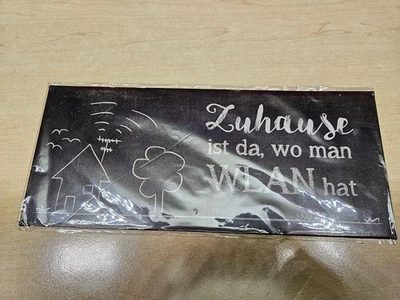 Zuhause
ist da, wo man
WLAN hat